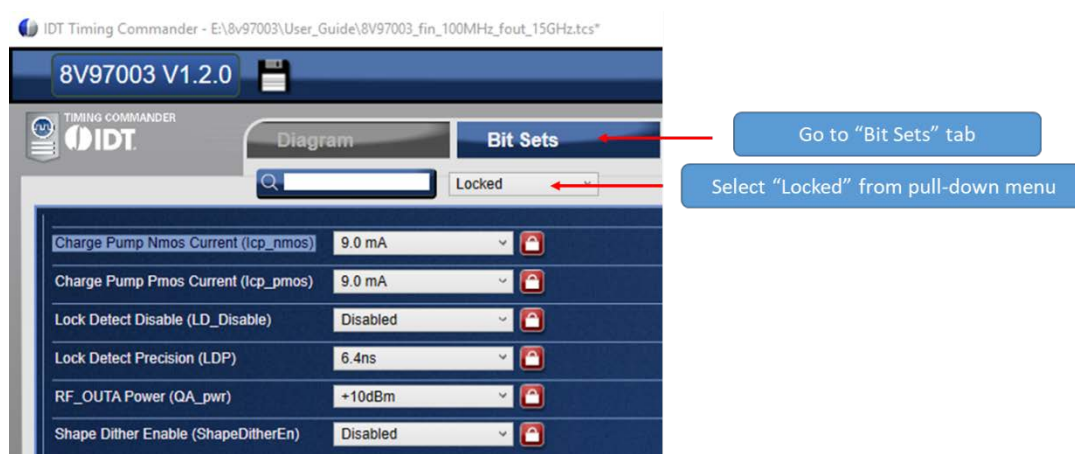 IDT Timing Commander - E:\8v97003\User_Guide\8V97003_fin_100MHz_fout_15GHz.tcs*
8V97003 V1.2.0
TIMING COMMANDER
IDT.
Diagram
Bit Sets
Go to “Bit Sets” tab
Locked
Select “Locked” from pull-down menu
Charge Pump Nmos Current (Icp_nmos) 9.0 mA
Charge Pump Pmos Current (Icp_pmos) 9.0 mA
Lock Detect Disable (LD_Disable) Disabled
Lock Detect Precision (LDP) 6.4ns
RF_OUTA Power (QA_pwr) +10dBm
Shape Dither Enable (ShapeDitherEn) Disabled